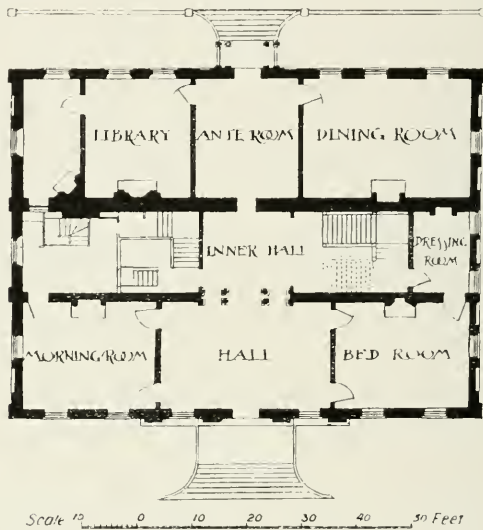 LIBRARY ANTE ROOM DINING ROOM
INNER HALL
DRESSING
ROOM
MORNING ROOM HALL BED ROOM
Scale 10 0 10 20 30 40 50 Feet